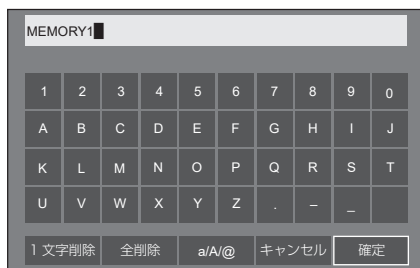 MEMORY1
1 2 3 4 5 6 7 8 9 0
A B C D E F G H I J
K L M N O P Q R S T
U V W X Y Z . – _
1 文字削除 全削除 a/A/@ キャンセル 確定